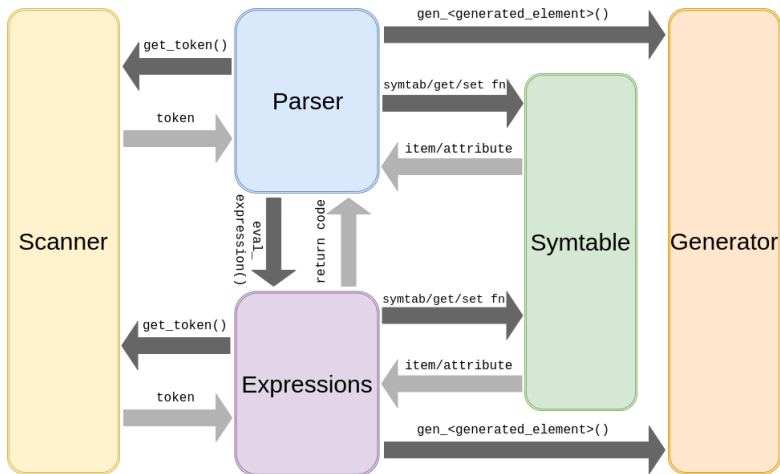 gen_<generated_element>()
get_token()
Parser
symtab/get/set fn
token
item/attribute
eval_
expression()
return code
Scanner
Symtable
Generator
symtab/get/set fn
get_token()
item/attribute
Expressions
token
gen_<generated_element>()